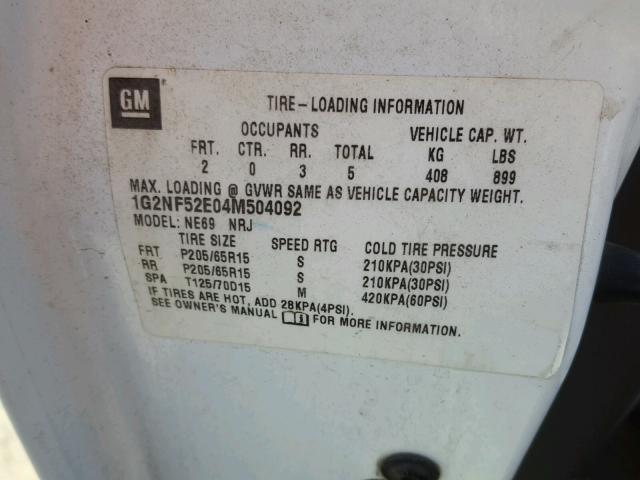 GM
TIRE-LOADING INFORMATION
OCCUPANTS VEHICLE CAP. WT.
FRT. CTR. RR. TOTAL KG LBS
2 0 3 5 408 899
MAX. LOADING @ GVWR SAME AS VEHICLE CAPACITY WEIGHT.
1G2NF52E04M504092
MODEL: NE69 NRJ
TIRE SIZE SPEED RTG COLD TIRE PRESSURE
FRT P205/65R15 S 210KPA(30PSI)
RR P205/65R15 S 210KPA(30PSI)
SPA T125/70D15 M 420KPA(60PSI)
IF TIRES ARE HOT, ADD 28KPA(4PSI).
SEE OWNER'S MANUAL FOR MORE INFORMATION.